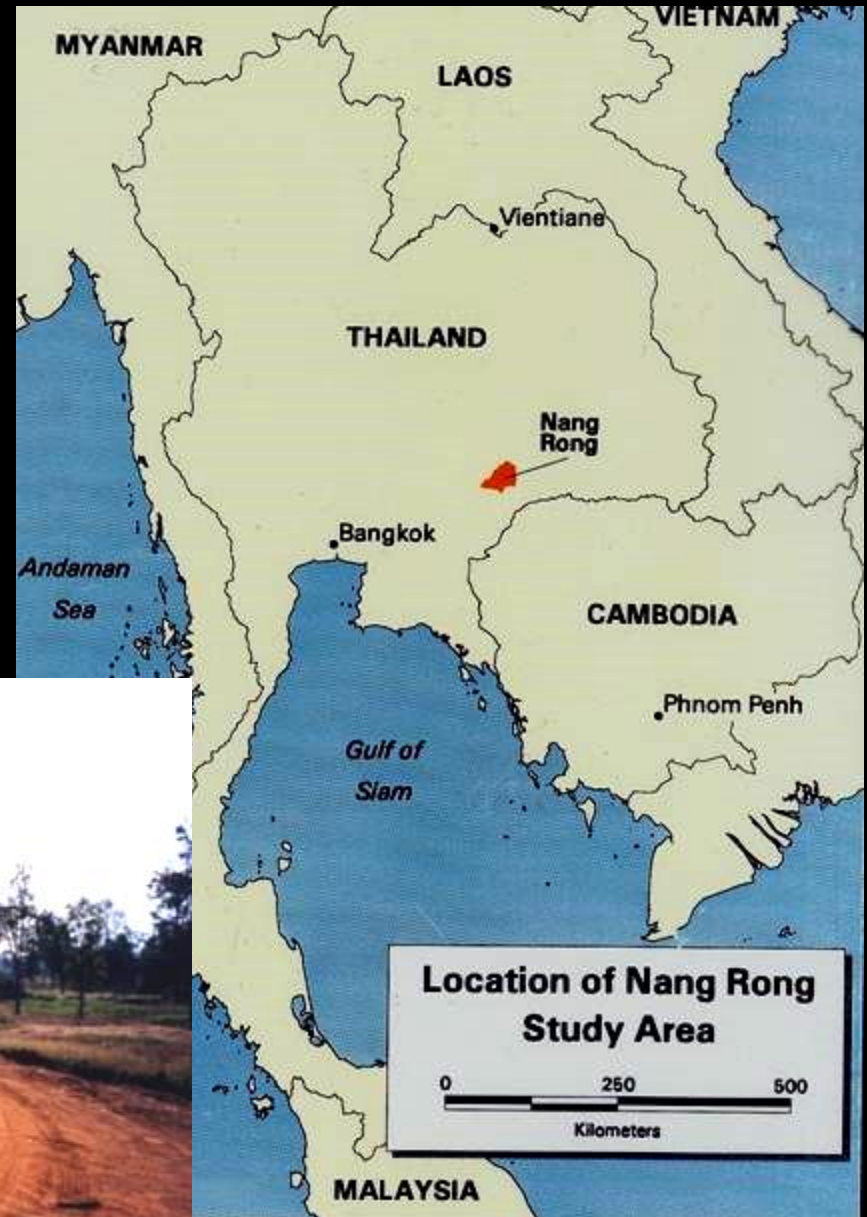 VIETNAM
MYANMAR
LAOS
Vientiane
THAILAND
Nang
Rong
Bangkok
Andaman
Sea
CAMBODIA
Phnom Penh
Gulf of
Siam
Location of Nang Rong
Study Area
0 250 500
Kilometers
MALAYSIA